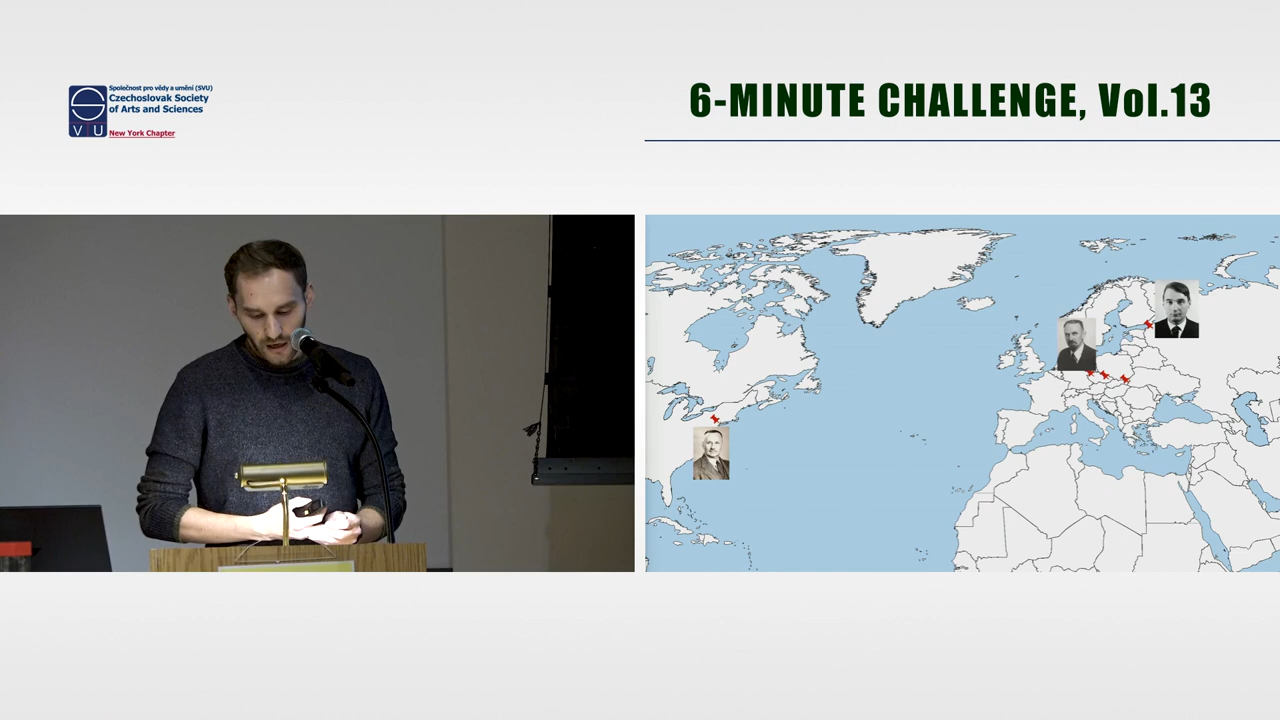 Společnost pro vědy a umění (SVU)
Czechoslovak Society
of Arts and Sciences
V U
New York Chapter
6-MINUTE CHALLENGE, Vol.13